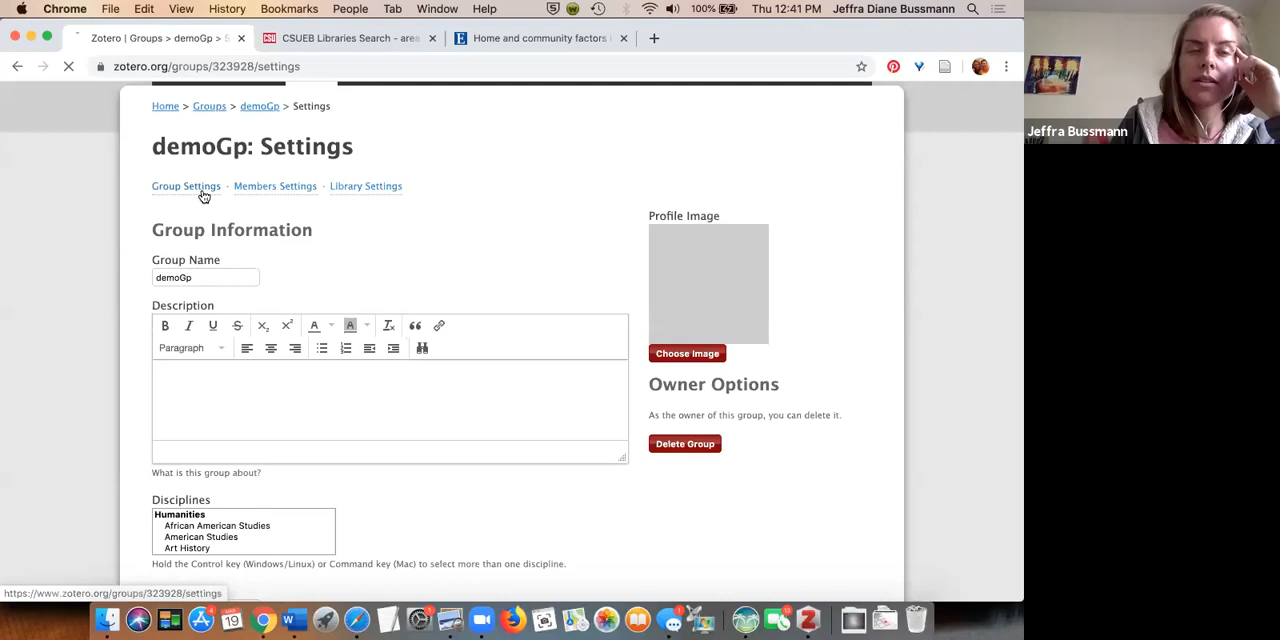 Chrome File Edit View History Bookmarks People Tab Window Help 100% Thu 12:41 PM Jeffra Diane Bussmann
Zotero | Groups > demoGp > S CSUEB Libraries Search - area Home and community factors i
zotero.org/groups/323928/settings
Jeffra Bussmann
Home > Groups > demoGp > Settings
demoGp: Settings
Group Settings · Members Settings · Library Settings
Profile Image
Group Information
Group Name
demoGp
Description
Paragraph
Choose Image
Owner Options
As the owner of this group, you can delete it.
Delete Group
What is this group about?
Disciplines
Humanities
African American Studies
American Studies
Art History
Hold the Control key (Windows/Linux) or Command key (Mac) to select more than one discipline.
https://www.zotero.org/groups/323928/settings